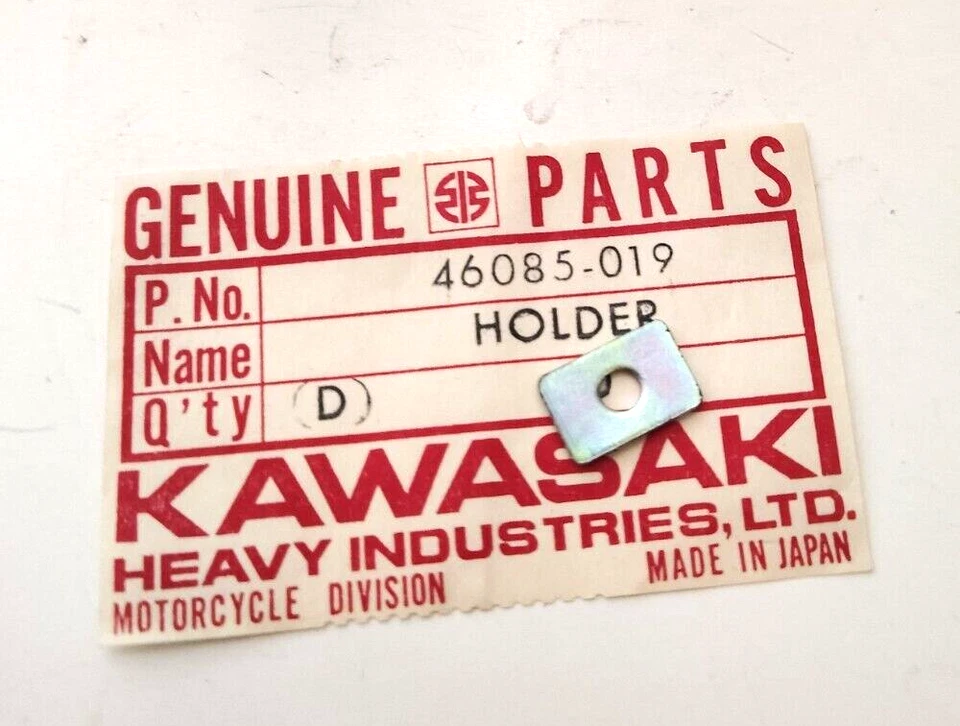 GENUINE PARTS
P. No. 46085-019
Name HOLDER
Q'ty (D)
KAWASAKI
HEAVY INDUSTRIES, LTD.
MOTORCYCLE DIVISION MADE IN JAPAN